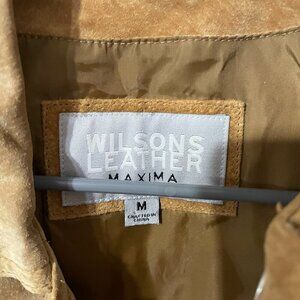 WILSONS
LEATHER
MAXIMA
M
CRAFTED IN
CHINA